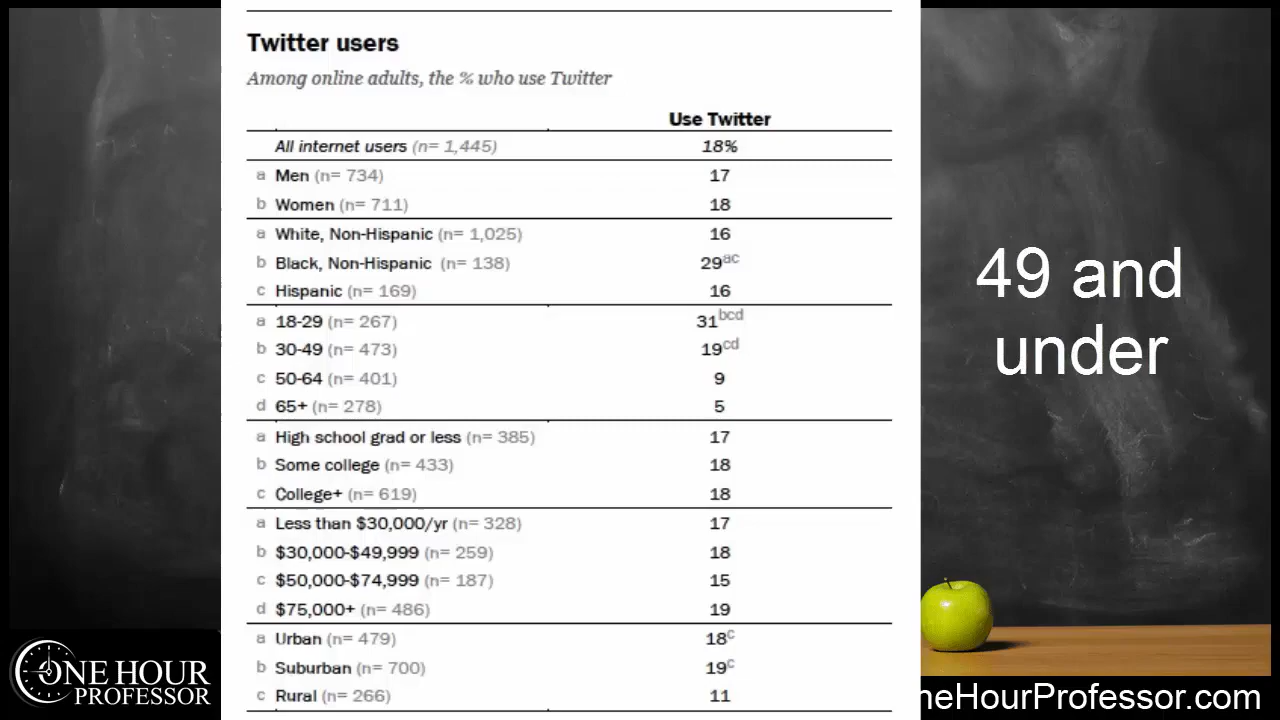 Twitter users
Among online adults, the % who use Twitter
Use Twitter
All internet users (n= 1,445) 18%
a Men (n= 734) 17
b Women (n= 711) 18
a White, Non-Hispanic (n= 1,025) 16
b Black, Non-Hispanic (n= 138) 29ac
c Hispanic (n= 169) 16
a 18-29 (n= 267) 31bcd
b 30-49 (n= 473) 19cd
c 50-64 (n= 401) 9
d 65+ (n= 278) 5
a High school grad or less (n= 385) 17
b Some college (n= 433) 18
c College+ (n= 619) 18
a Less than $30,000/yr (n= 328) 17
b $30,000-$49,999 (n= 259) 18
c $50,000-$74,999 (n= 187) 15
d $75,000+ (n= 486) 19
a Urban (n= 479) 18c
b Suburban (n= 700) 19c
c Rural (n= 266) 11
49 and
under
ONE HOUR
PROFESSOR
neHourProfessor.com